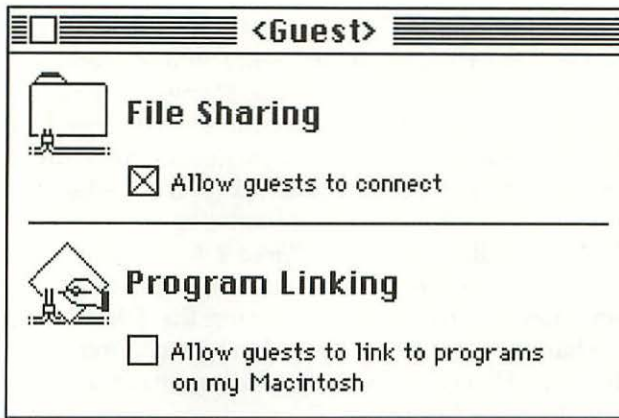 <Guest>
File Sharing
Allow guests to connect
Program Linking
Allow guests to link to programs
on my Macintosh